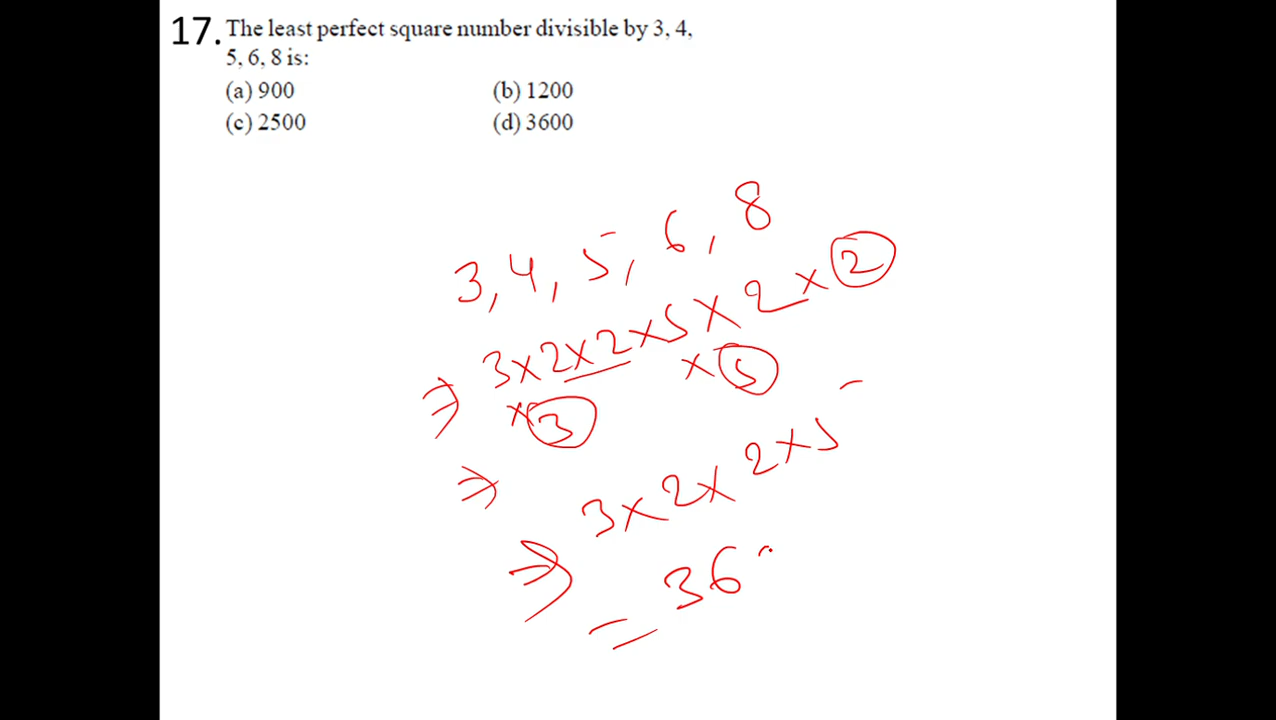 17. The least perfect square number divisible by 3, 4,
5, 6, 8 is:
(a) 900 (b) 1200
(c) 2500 (d) 3600
3, 4, 5, 6, 8
⇒ 3 × 2 × 2 × 5 × 2 × 2
× 3 × 5
⇒ 3 × 2 × 2 × 5
⇒ = 36